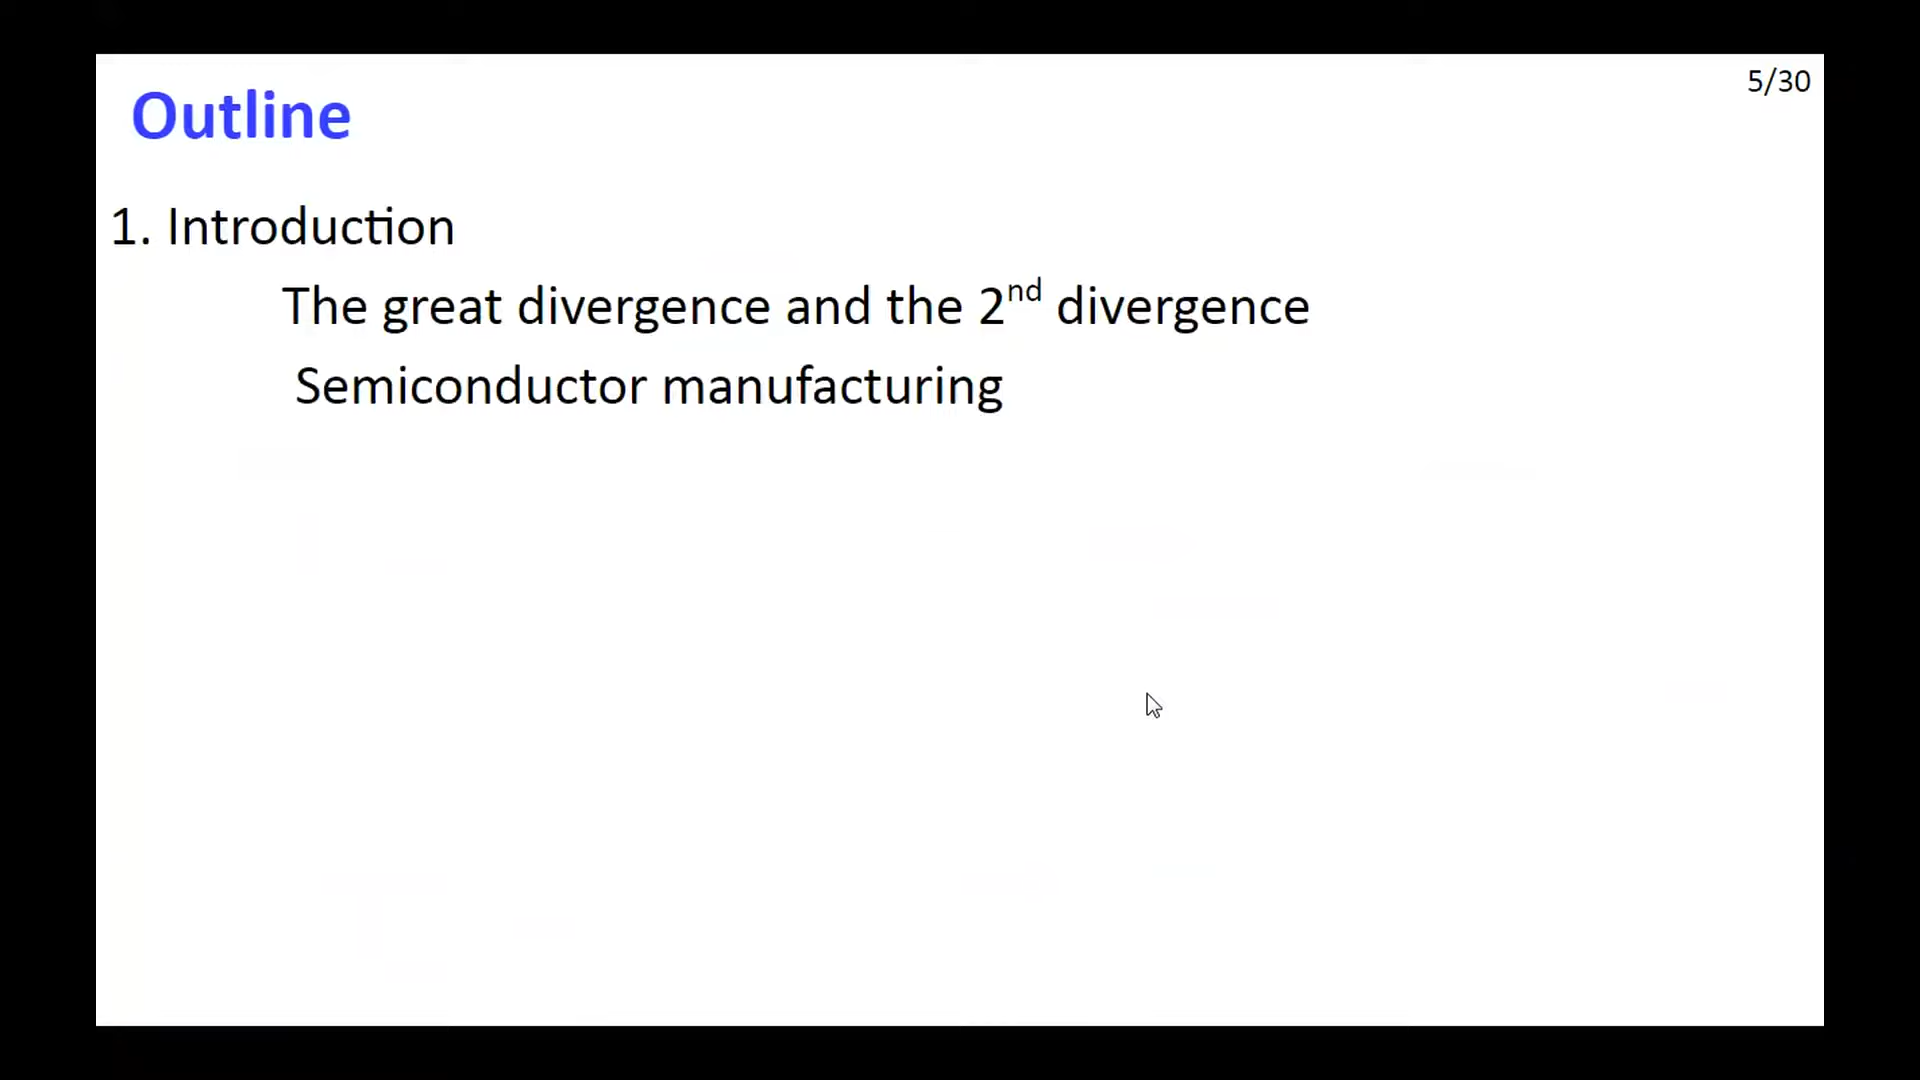 5/30
Outline
1. Introduction
The great divergence and the 2nd divergence
Semiconductor manufacturing